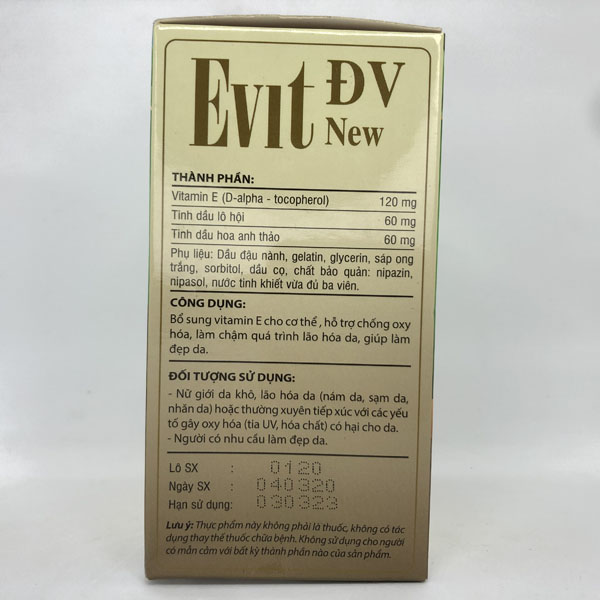 Evit ĐV
New
THÀNH PHẦN:
Vitamin E (D-alpha - tocopherol) 120 mg
Tinh dầu lô hội 60 mg
Tinh dầu hoa anh thảo 60 mg
Phụ liệu: Dầu đậu nành, gelatin, glycerin, sáp ong
trắng, sorbitol, dầu cọ, chất bảo quản: nipazin,
nipasol, nước tinh khiết vừa đủ ba viên.
CÔNG DỤNG:
Bổ sung vitamin E cho cơ thể, hỗ trợ chống oxy
hóa, làm chậm quá trình lão hóa da, giúp làm
đẹp da.
ĐỐI TƯỢNG SỬ DỤNG:
- Nữ giới da khô, lão hóa da (nám da, sạm da,
nhăn da) hoặc thường xuyên tiếp xúc với các yếu
tố gây oxy hóa (tia UV, hóa chất) có hại cho da.
- Người có nhu cầu làm đẹp da.
Lô SX : 0120
Ngày SX : 040320
Hạn sử dụng: 030323
Lưu ý: Thực phẩm này không phải là thuốc, không có tác
dụng thay thế thuốc chữa bệnh. Không sử dụng cho người
có mẫn cảm với bất kỳ thành phần nào của sản phẩm.